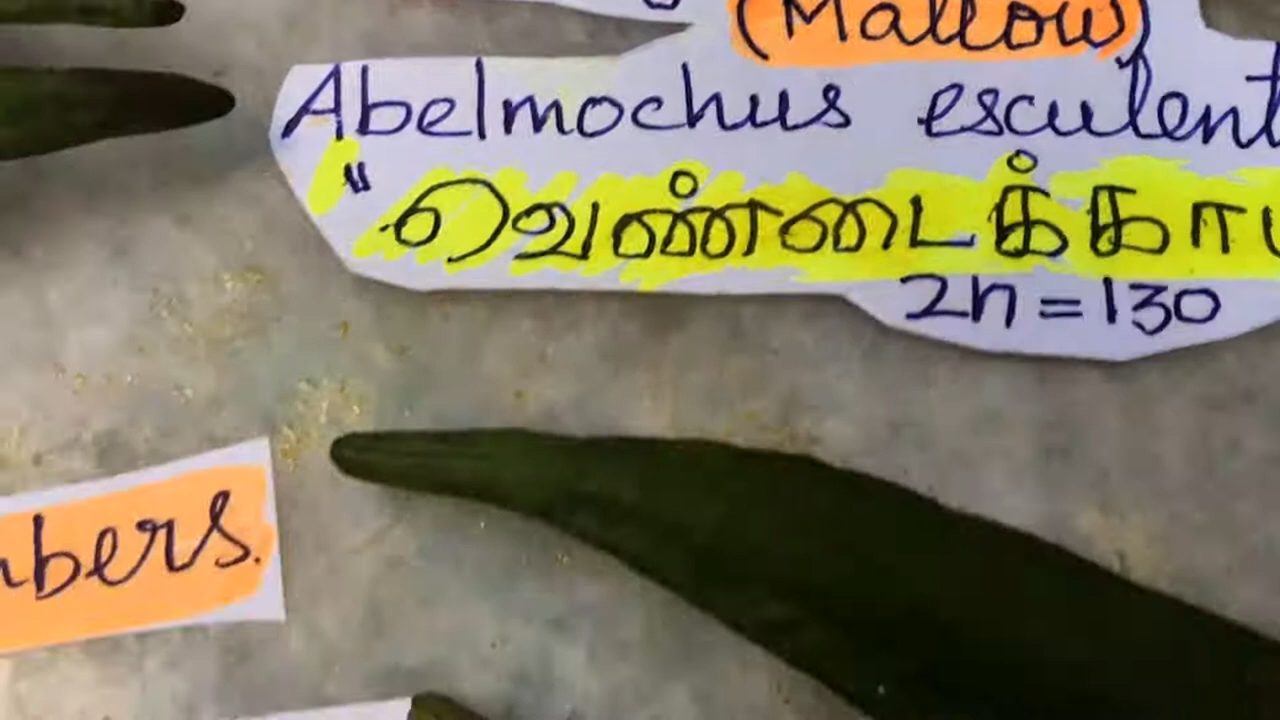 (Mallow)
Abelmochus esculent
"வெண்டைக்கா
2n = 130
bers.